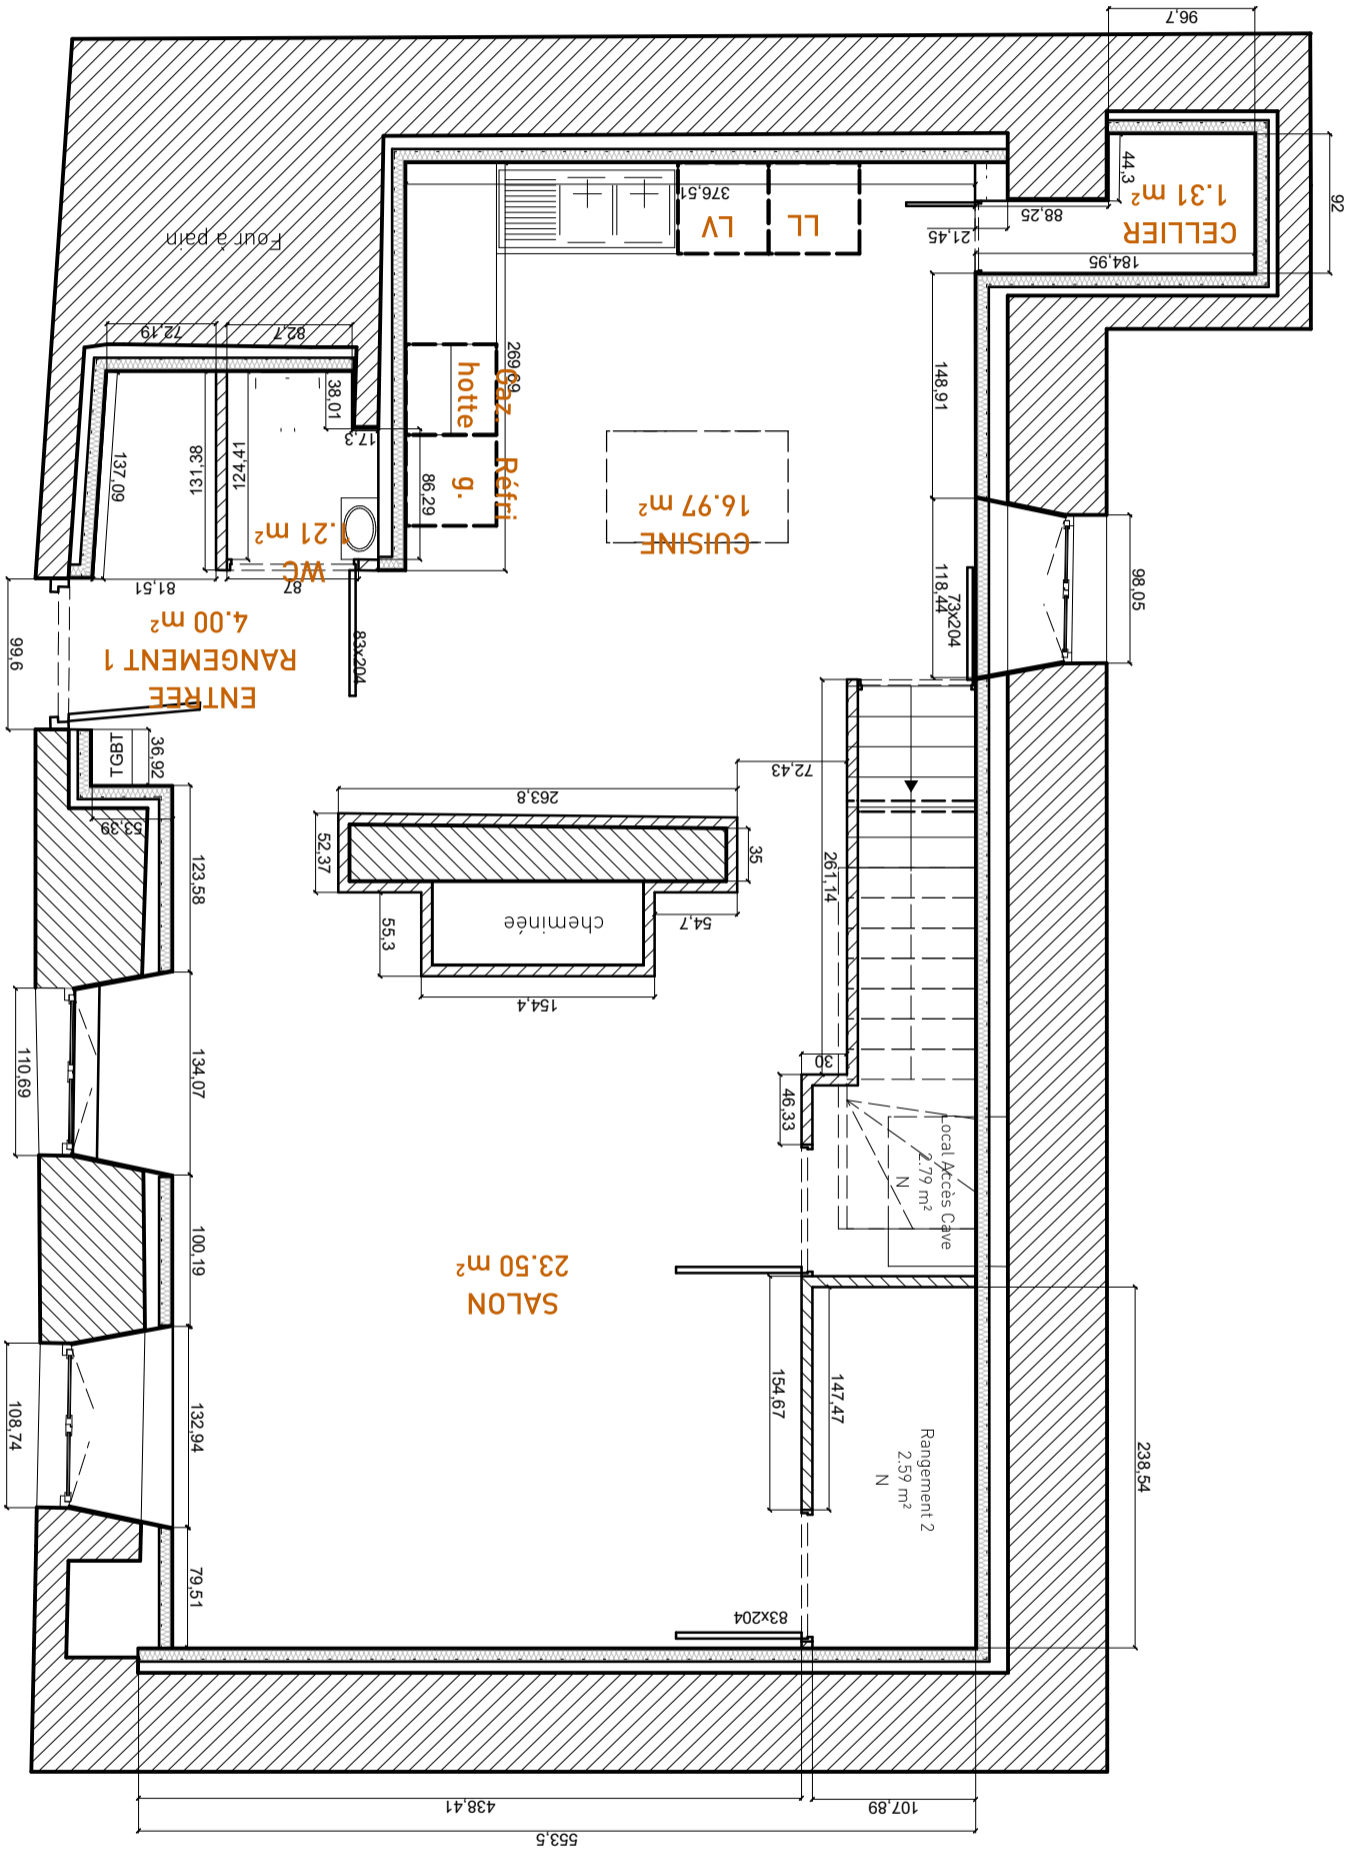 96,7
92
44,3
CELLIER
1.31 m²
88,25
21,45
184,95
376,51
LV
LL
Four à pain
72,19
82,7
38,01
17,3
137,09
131,38
124,41
86,29
269,69
hotte
Gaz.
Réfri
g.
148,91
CUISINE
16.97 m²
118,44
73x204
98,05
WC
1.21 m²
81,51
87
83x204
99,6
ENTREE
RANGEMENT 1
4.00 m²
TGBT
36,92
53,39
72,43
263,8
52,37
35
cheminée
55,3
54,7
154,4
123,58
261,14
30
46,33
134,07
110,69
Local Accès Cave
2.79 m²
N
100,19
SALON
23.50 m²
154,67
147,47
132,94
108,74
Rangement 2
2.59 m²
N
238,54
79,51
83x204
438,41
107,89
553,5